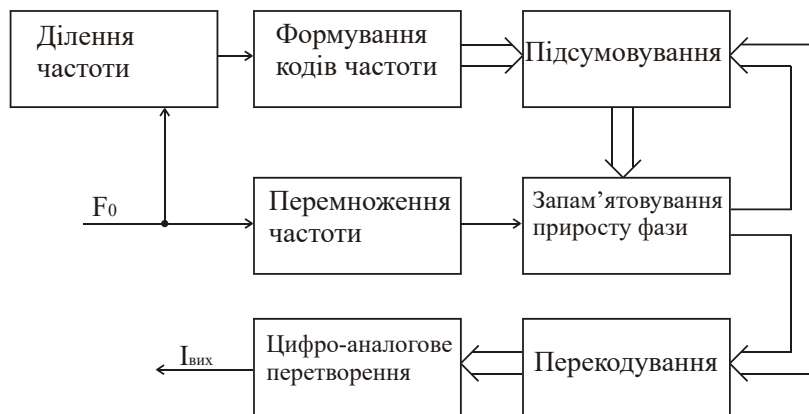 Ділення
частоти
Формування
кодів частоти
Підсумовування
F₀
Перемноження
частоти
Запам’ятовування
приросту фази
Iвих
Цифро-аналогове
перетворення
Перекодування